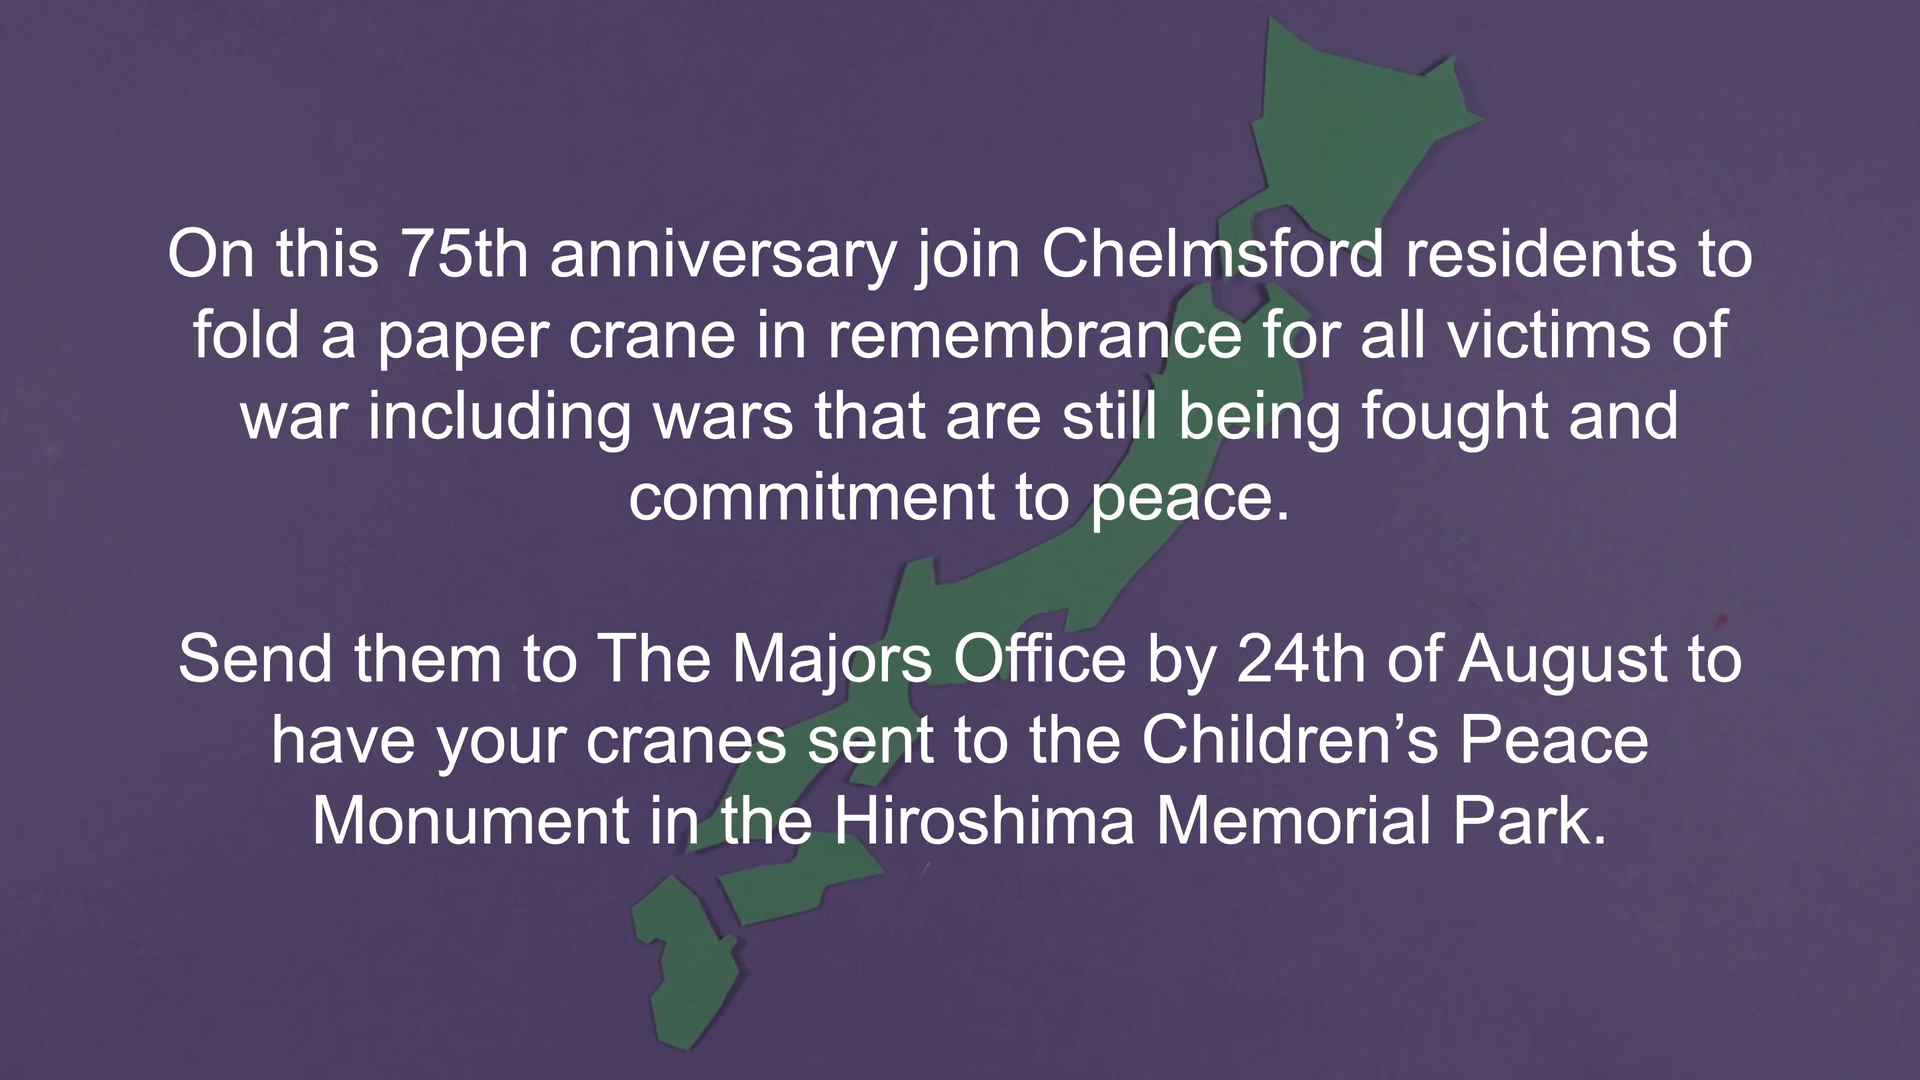 On this 75th anniversary join Chelmsford residents to
fold a paper crane in remembrance for all victims of
war including wars that are still being fought and
commitment to peace.
Send them to The Majors Office by 24th of August to
have your cranes sent to the Children’s Peace
Monument in the Hiroshima Memorial Park.